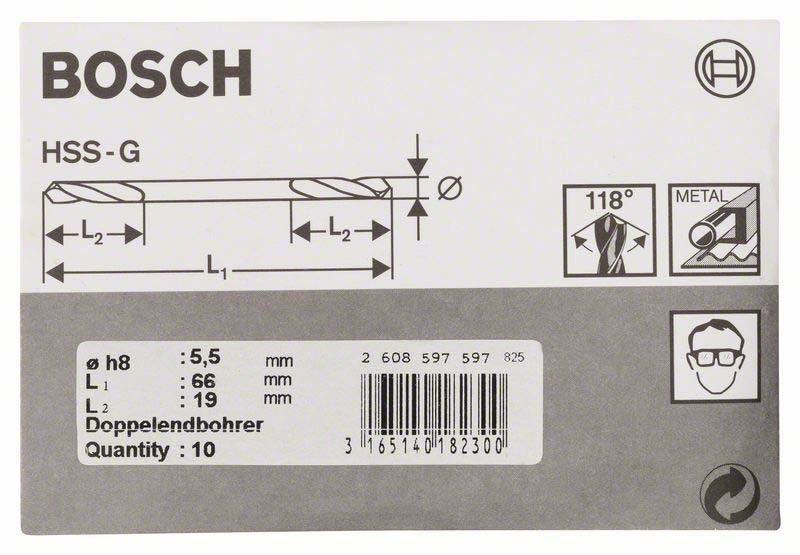 BOSCH
HSS-G
Ø
L2 L2
L1
118°
METAL
ø h8 : 5,5 mm
L1 : 66 mm
L2 : 19 mm
Doppelendbohrer
Quantity : 10
2 608 597 597 825
3 165140 182300